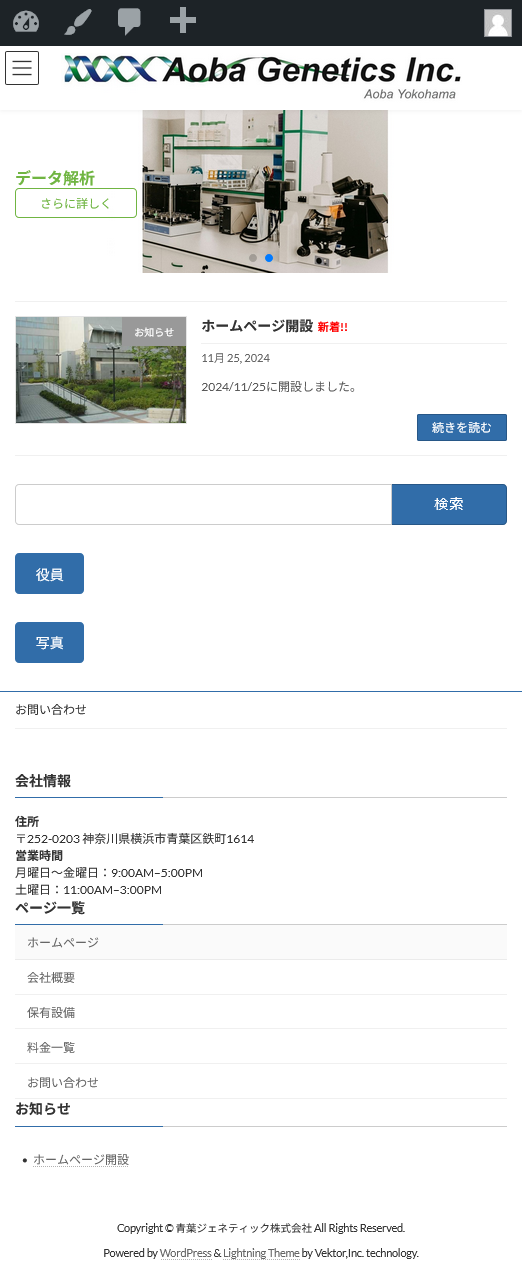 Aoba Genetics Inc.
Aoba Yokohama
データ解析
さらに詳しく
お知らせ
ホームページ開設 新着!!
11月 25, 2024
2024/11/25に開設しました。
続きを読む
検索
役員
写真
お問い合わせ
会社情報
住所
〒252-0203 神奈川県横浜市青葉区鉄町1614
営業時間
月曜日〜金曜日：9:00AM–5:00PM
土曜日：11:00AM–3:00PM
ページ一覧
ホームページ
会社概要
保有設備
料金一覧
お問い合わせ
お知らせ
ホームページ開設
Copyright © 青葉ジェネティック株式会社 All Rights Reserved.
Powered by WordPress & Lightning Theme by Vektor,Inc. technology.